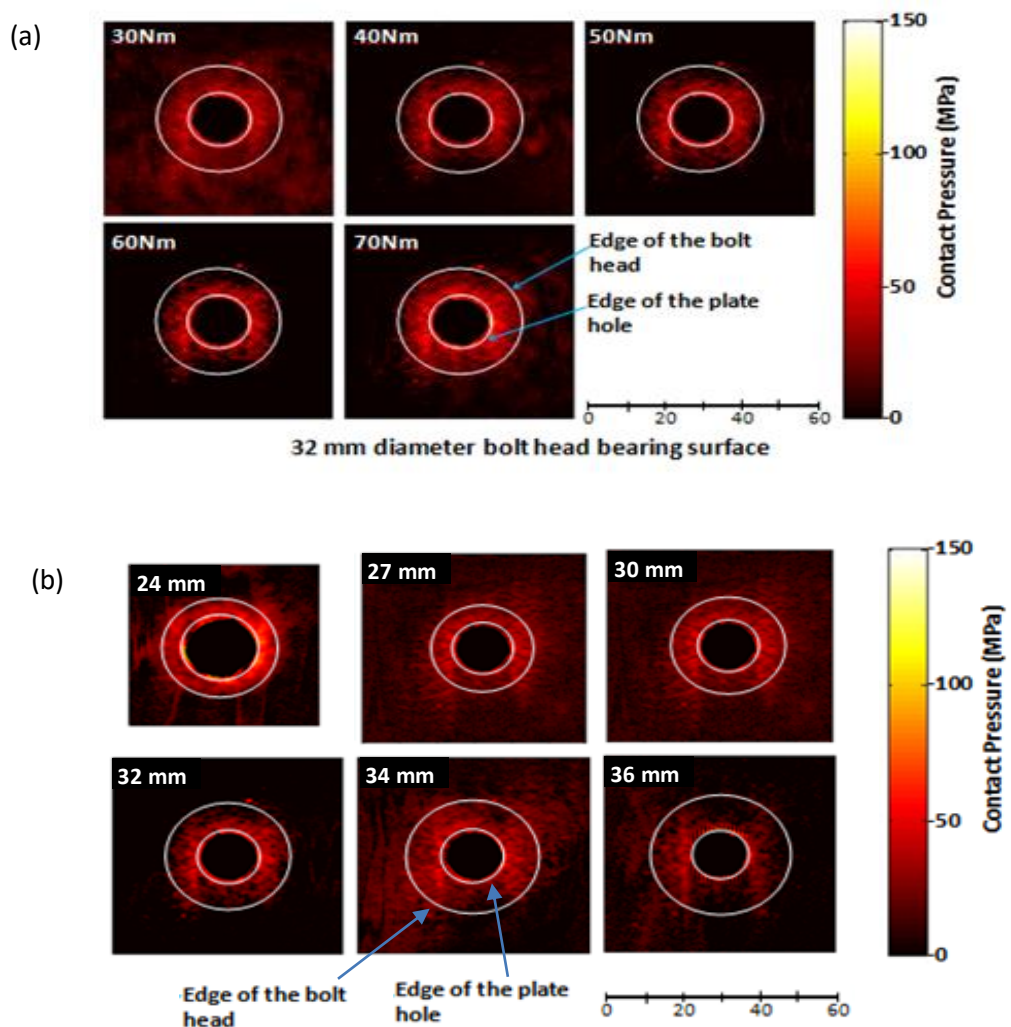 (a)
30Nm
40Nm
50Nm
60Nm
70Nm
Edge of the bolt
head
Edge of the plate
hole
0 20 40 60
32 mm diameter bolt head bearing surface
150
100
50
0
Contact Pressure (MPa)
(b)
24 mm
27 mm
30 mm
32 mm
34 mm
36 mm
Edge of the bolt
head
Edge of the plate
hole
0 20 40 60
150
100
50
0
Contact Pressure (MPa)